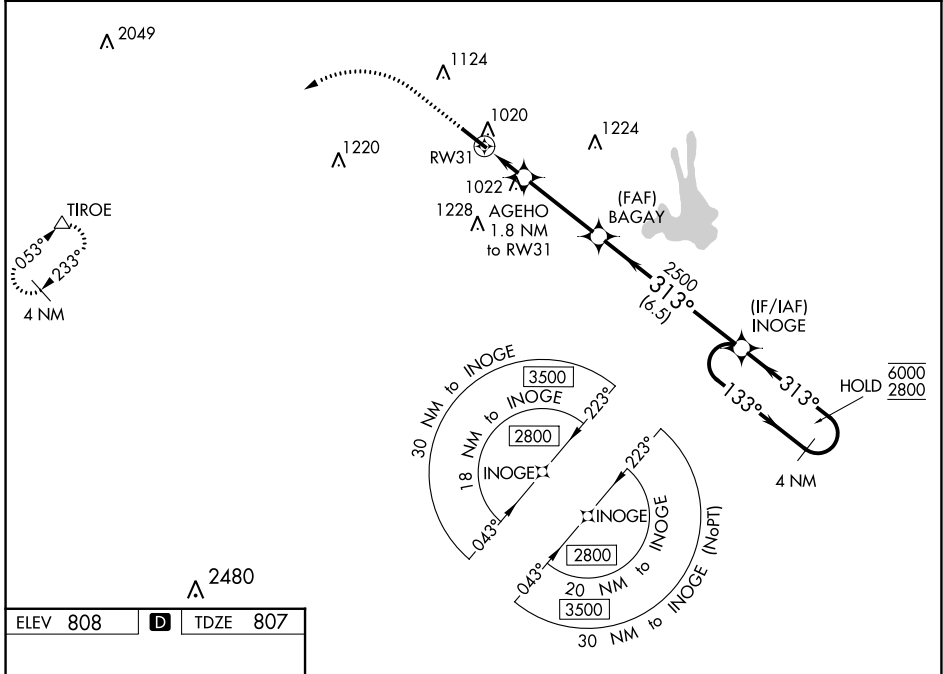 2049
1124
1020
1224
1220
RW31
1022
AGEHO
1.8 NM
to RW31
1228
(FAF)
BAGAY
TIROE
053°
233°
4 NM
2500
313°
(6.5)
(IF/IAF)
INOGE
313°
133°
HOLD
6000
2800
4 NM
30 NM to INOGE
3500
18 NM to INOGE
2800
223°
INOGE
043°
223°
INOGE
2800
043°
20 NM to INOGE
3500
30 NM to INOGE (NoPT)
2480
ELEV 808 D TDZE 807